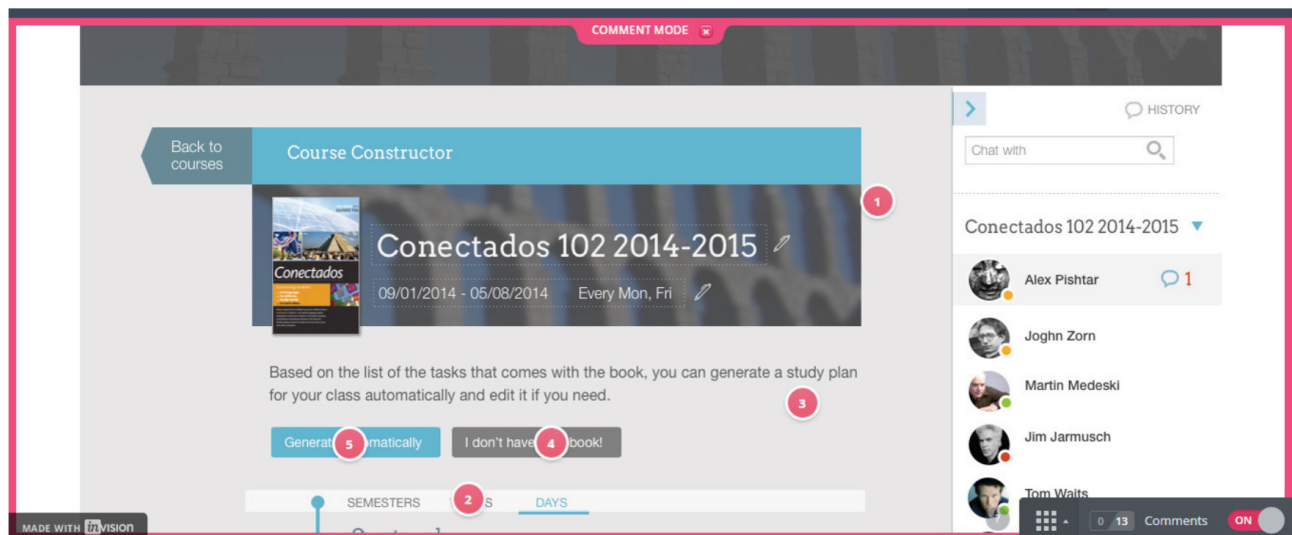 COMMENT MODE
HISTORY
Back to
courses
Course Constructor
Chat with
Conectados 102 2014-2015
Conectados
1
Conectados 102 2014-2015
09/01/2014 - 05/08/2014 Every Mon, Fri
Alex Pishtar 1
Joghn Zorn
Based on the list of the tasks that comes with the book, you can generate a study plan
for your class automatically and edit it if you need.
3
Martin Medeski
5
I don't have 4 book!
Jim Jarmusch
SEMESTERS 2 S DAYS
Tom Waits
MADE WITH invision
0 / 13 Comments ON